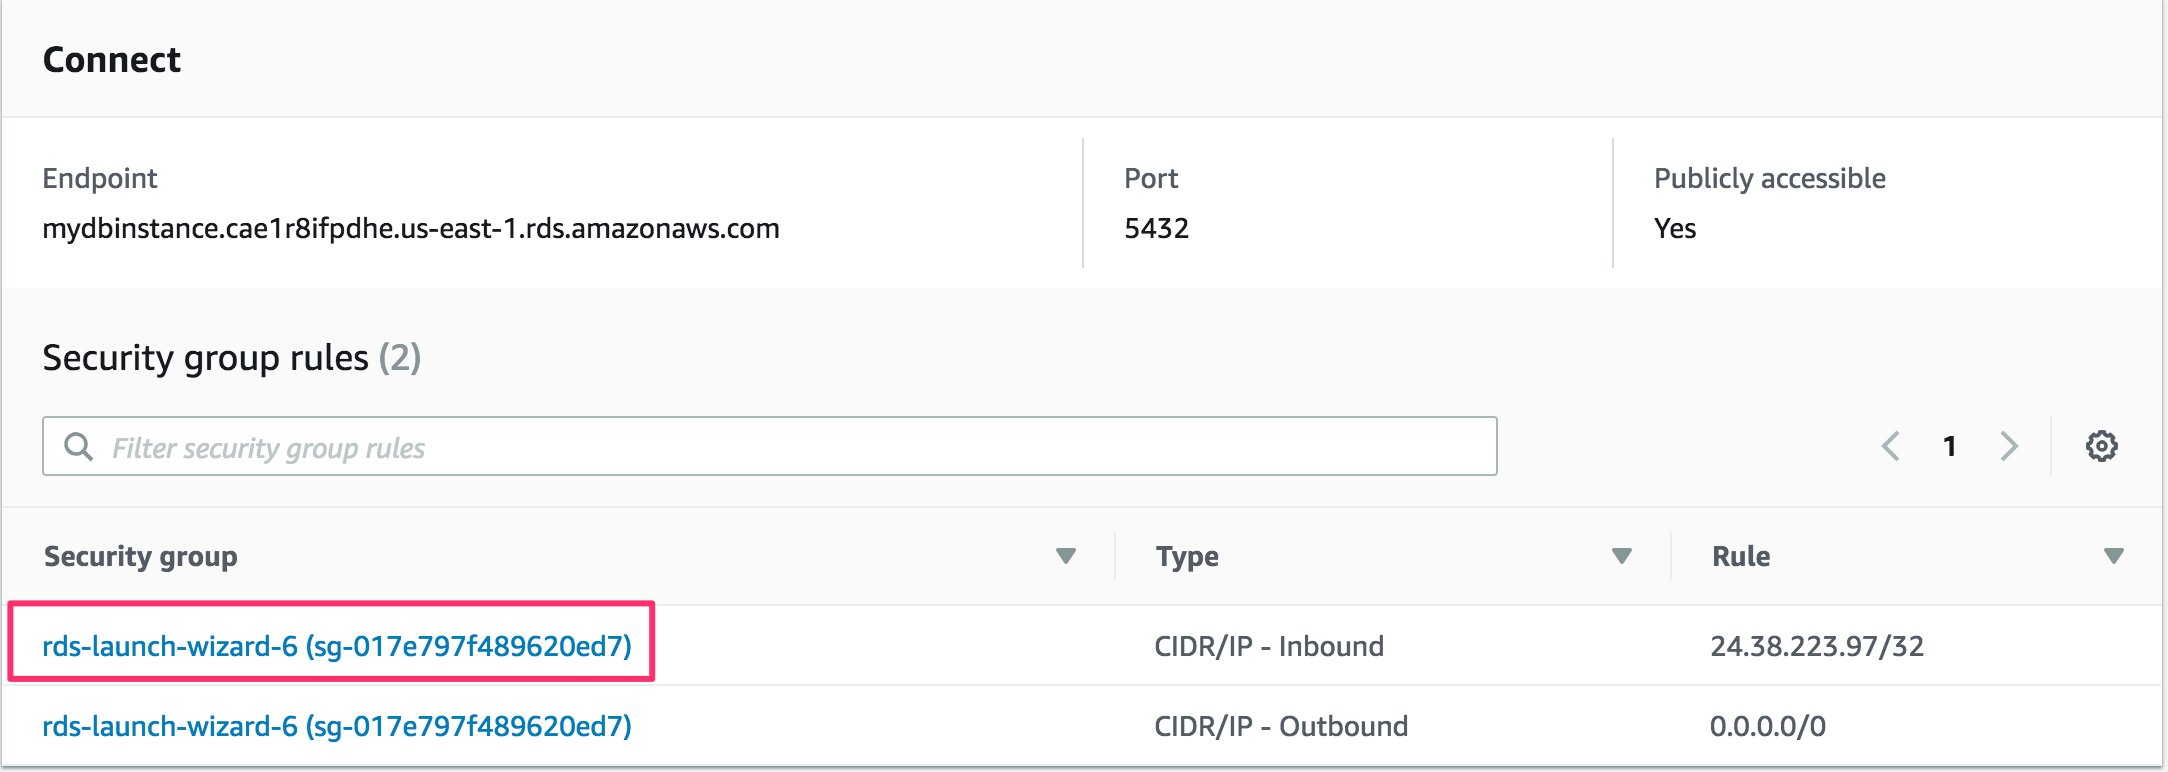 Connect
Endpoint Port Publicly accessible
mydbinstance.cae1r8ifpdhe.us-east-1.rds.amazonaws.com 5432 Yes
Security group rules (2)
Filter security group rules 1
Security group Type Rule
rds-launch-wizard-6 (sg-017e797f489620ed7) CIDR/IP - Inbound 24.38.223.97/32
rds-launch-wizard-6 (sg-017e797f489620ed7) CIDR/IP - Outbound 0.0.0.0/0